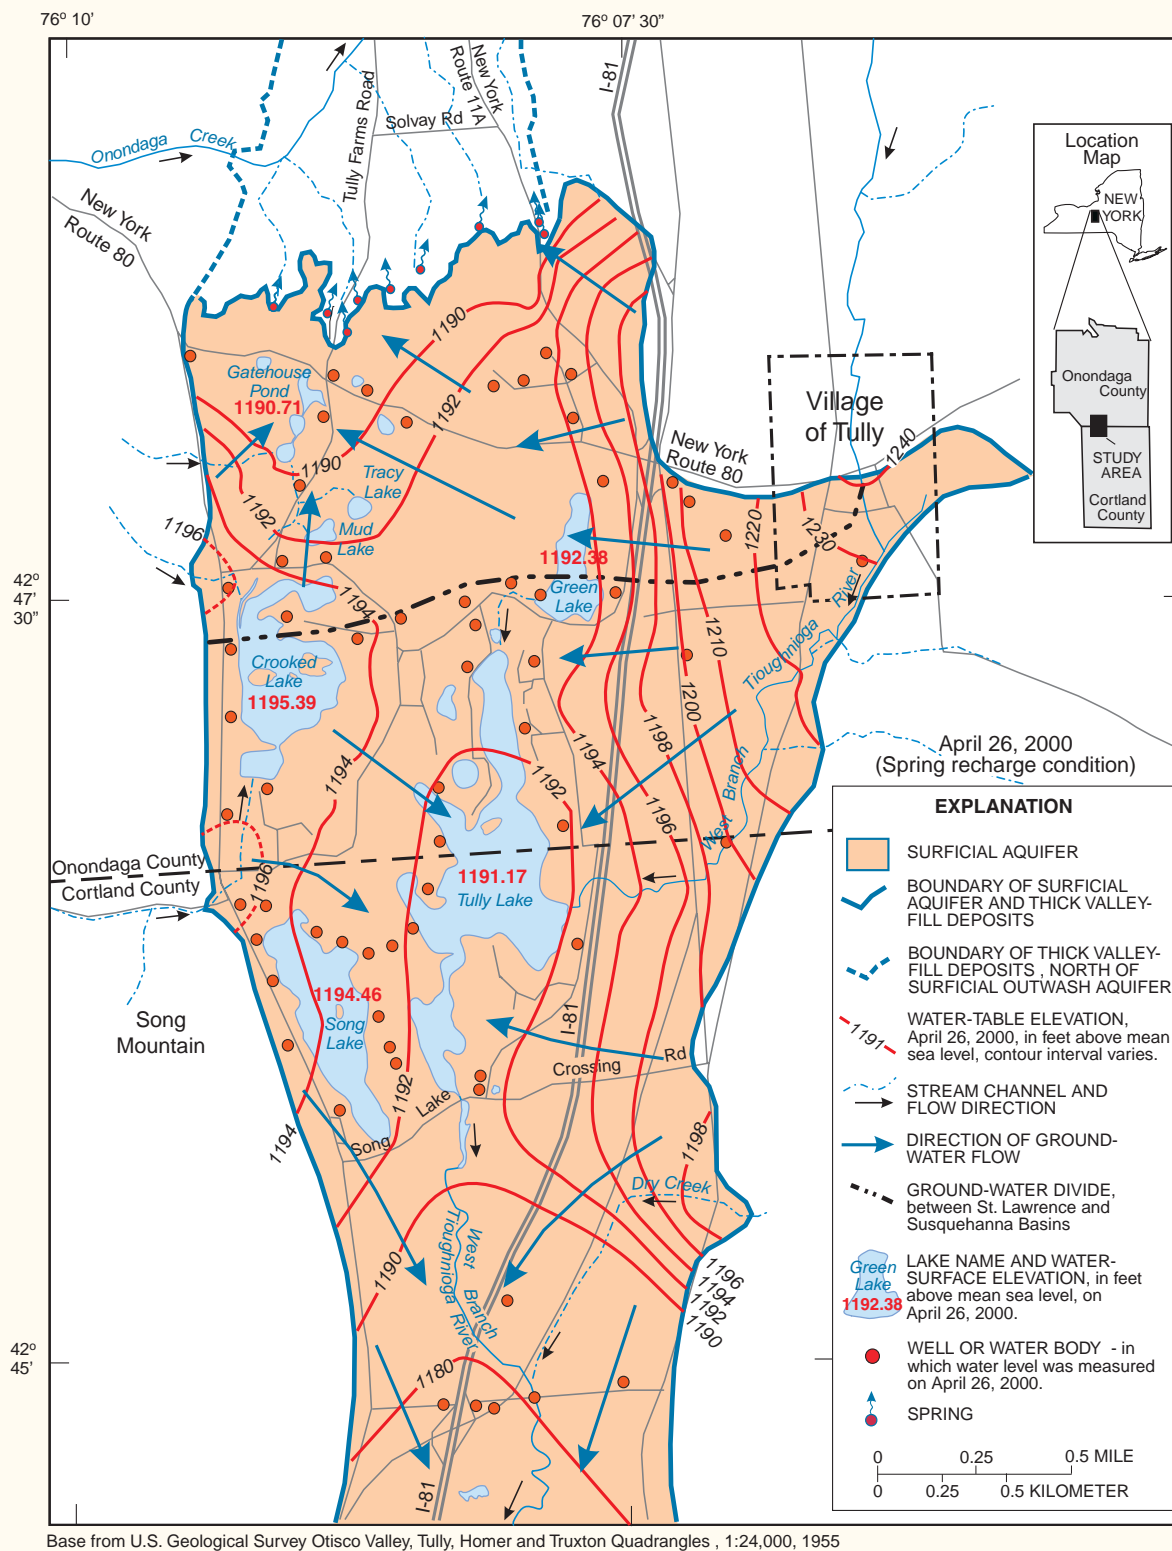 76º 10'
76º 07' 30"
I-81
New York
Route 11A
Tully Farms Road
Solvay Rd
Onondaga Creek
New York
Route 80
Location
Map
NEW
YORK
Onondaga
County
STUDY
AREA
Cortland
County
1190
Gatehouse
Pond
1190.71
1192
Village
of Tully
New York
Route 80
1240
1190
Tracy
Lake
1192
1196
Mud
Lake
1220
1230
1192.38
Green
Lake
42º
47'
30"
1194
River
Tioughnioga
1210
Crooked
Lake
1195.39
1200
1198
1194
1194
1192
1196
Branch
West
April 26, 2000
(Spring recharge condition)
Onondaga County
Cortland County
1196
1191.17
Tully Lake
1194.46
Song
Lake
Song
Mountain
I-81
Crossing Rd
1192
Lake
Song
1194
1198
Dry Creek
1190
West
Branch
Tioughnioga
River
1196
1194
1192
1190
42º
45'
1180
I-81
EXPLANATION
SURFICIAL AQUIFER
BOUNDARY OF SURFICIAL
AQUIFER AND THICK VALLEY-
FILL DEPOSITS
BOUNDARY OF THICK VALLEY-
FILL DEPOSITS , NORTH OF
SURFICIAL OUTWASH AQUIFER
1191
WATER-TABLE ELEVATION,
April 26, 2000, in feet above mean
sea level, contour interval varies.
STREAM CHANNEL AND
FLOW DIRECTION
DIRECTION OF GROUND-
WATER FLOW
GROUND-WATER DIVIDE,
between St. Lawrence and
Susquehanna Basins
Green
Lake
1192.38
LAKE NAME AND WATER-
SURFACE ELEVATION, in feet
above mean sea level, on
April 26, 2000.
WELL OR WATER BODY - in
which water level was measured
on April 26, 2000.
SPRING
0 0.25 0.5 MILE
0 0.25 0.5 KILOMETER
Base from U.S. Geological Survey Otisco Valley, Tully, Homer and Truxton Quadrangles , 1:24,000, 1955